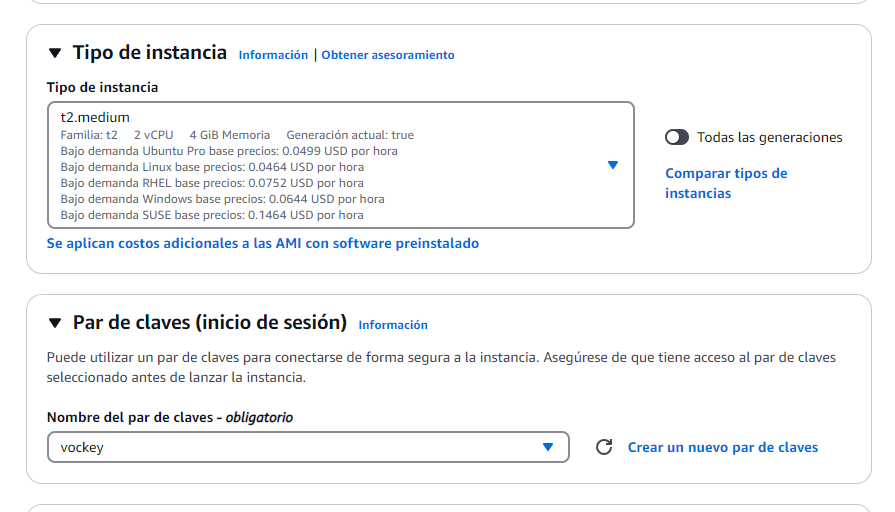 Tipo de instancia Información | Obtener asesoramiento
Tipo de instancia
t2.medium
Familia: t2 2 vCPU 4 GiB Memoria Generación actual: true
Bajo demanda Ubuntu Pro base precios: 0.0499 USD por hora
Bajo demanda Linux base precios: 0.0464 USD por hora
Bajo demanda RHEL base precios: 0.0752 USD por hora
Bajo demanda Windows base precios: 0.0644 USD por hora
Bajo demanda SUSE base precios: 0.1464 USD por hora
Todas las generaciones
Comparar tipos de
instancias
Se aplican costos adicionales a las AMI con software preinstalado
Par de claves (inicio de sesión) Información
Puede utilizar un par de claves para conectarse de forma segura a la instancia. Asegúrese de que tiene acceso al par de claves
seleccionado antes de lanzar la instancia.
Nombre del par de claves - obligatorio
vockey
Crear un nuevo par de claves